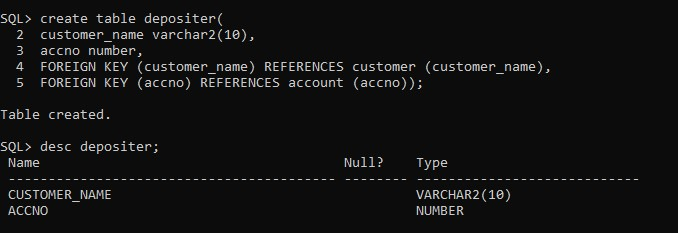 SQL> create table depositer(
  2  customer_name varchar2(10),
  3  accno number,
  4  FOREIGN KEY (customer_name) REFERENCES customer (customer_name),
  5  FOREIGN KEY (accno) REFERENCES account (accno));
Table created.
SQL> desc depositer;
 Name                                      Null?    Type
 ----------------------------------------- -------- ----------------------------
 CUSTOMER_NAME                                      VARCHAR2(10)
 ACCNO                                              NUMBER